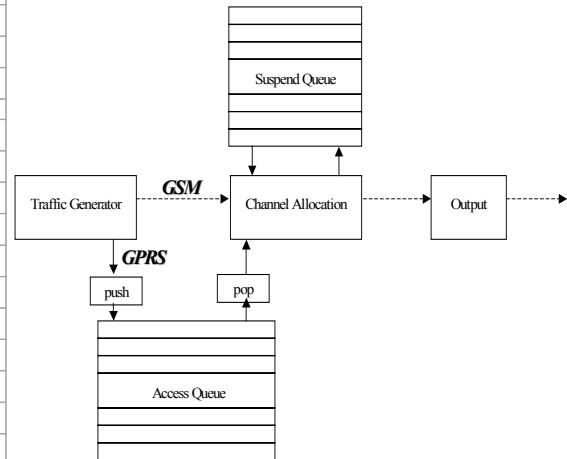 Suspend Queue
GSM
Traffic Generator
Channel Allocation
Output
GPRS
push
pop
Access Queue